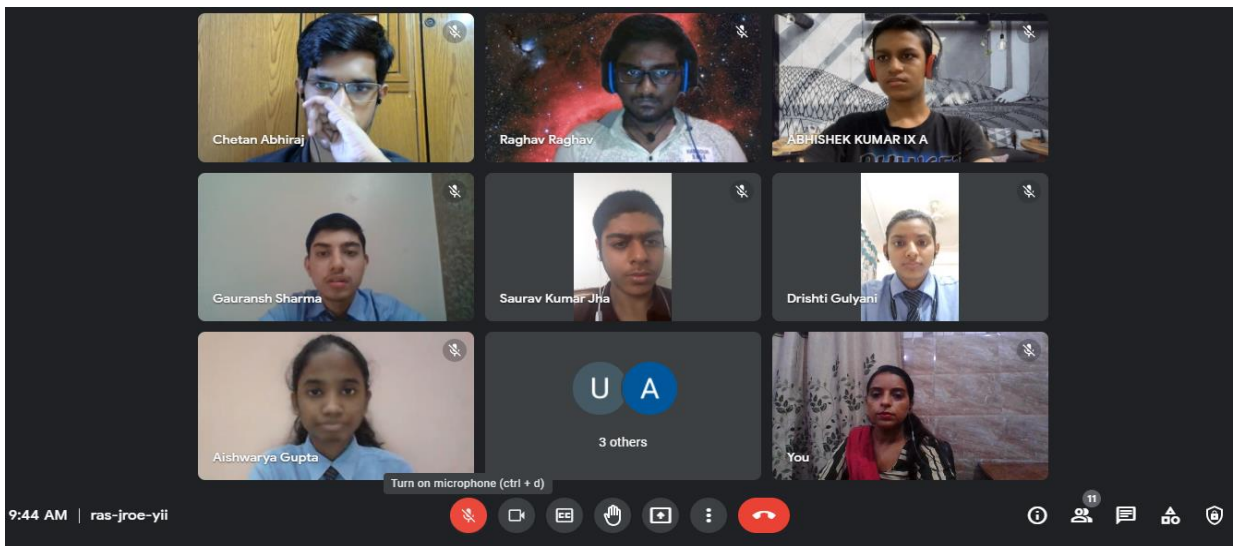 Chetan Abhiraj
Raghav Raghav
ABHISHEK KUMAR IX A
Gauransh Sharma
Saurav Kumar Jha
Drishti Gulyani
Aishwarya Gupta
U A
3 others
You
Turn on microphone (ctrl + d)
11
CC
9:44 AM | ras-jroe-yii